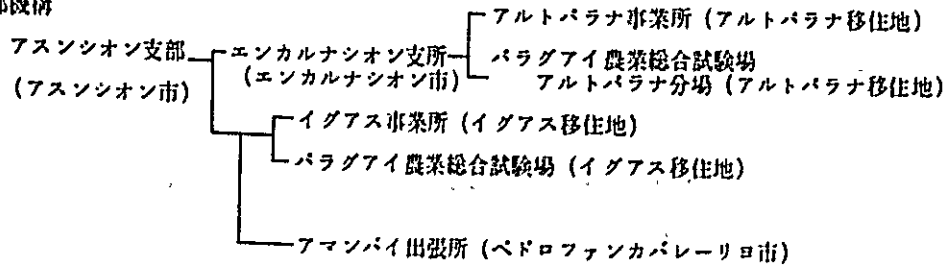 部機構
アルトパラナ事業所 (アルトパラナ移住地)
アスンシオン支部
エンカルナシオン支所
パラグアイ農業総合試験場
(アスンシオン市)
(エンカルナシオン市)
アルトパラナ分場 (アルトパラナ移住地)
イグアス事業所 (イグアス移住地)
パラグアイ農業総合試験場 (イグアス移住地)
アマンバイ出張所 (ペドロファンカバレーリョ市)